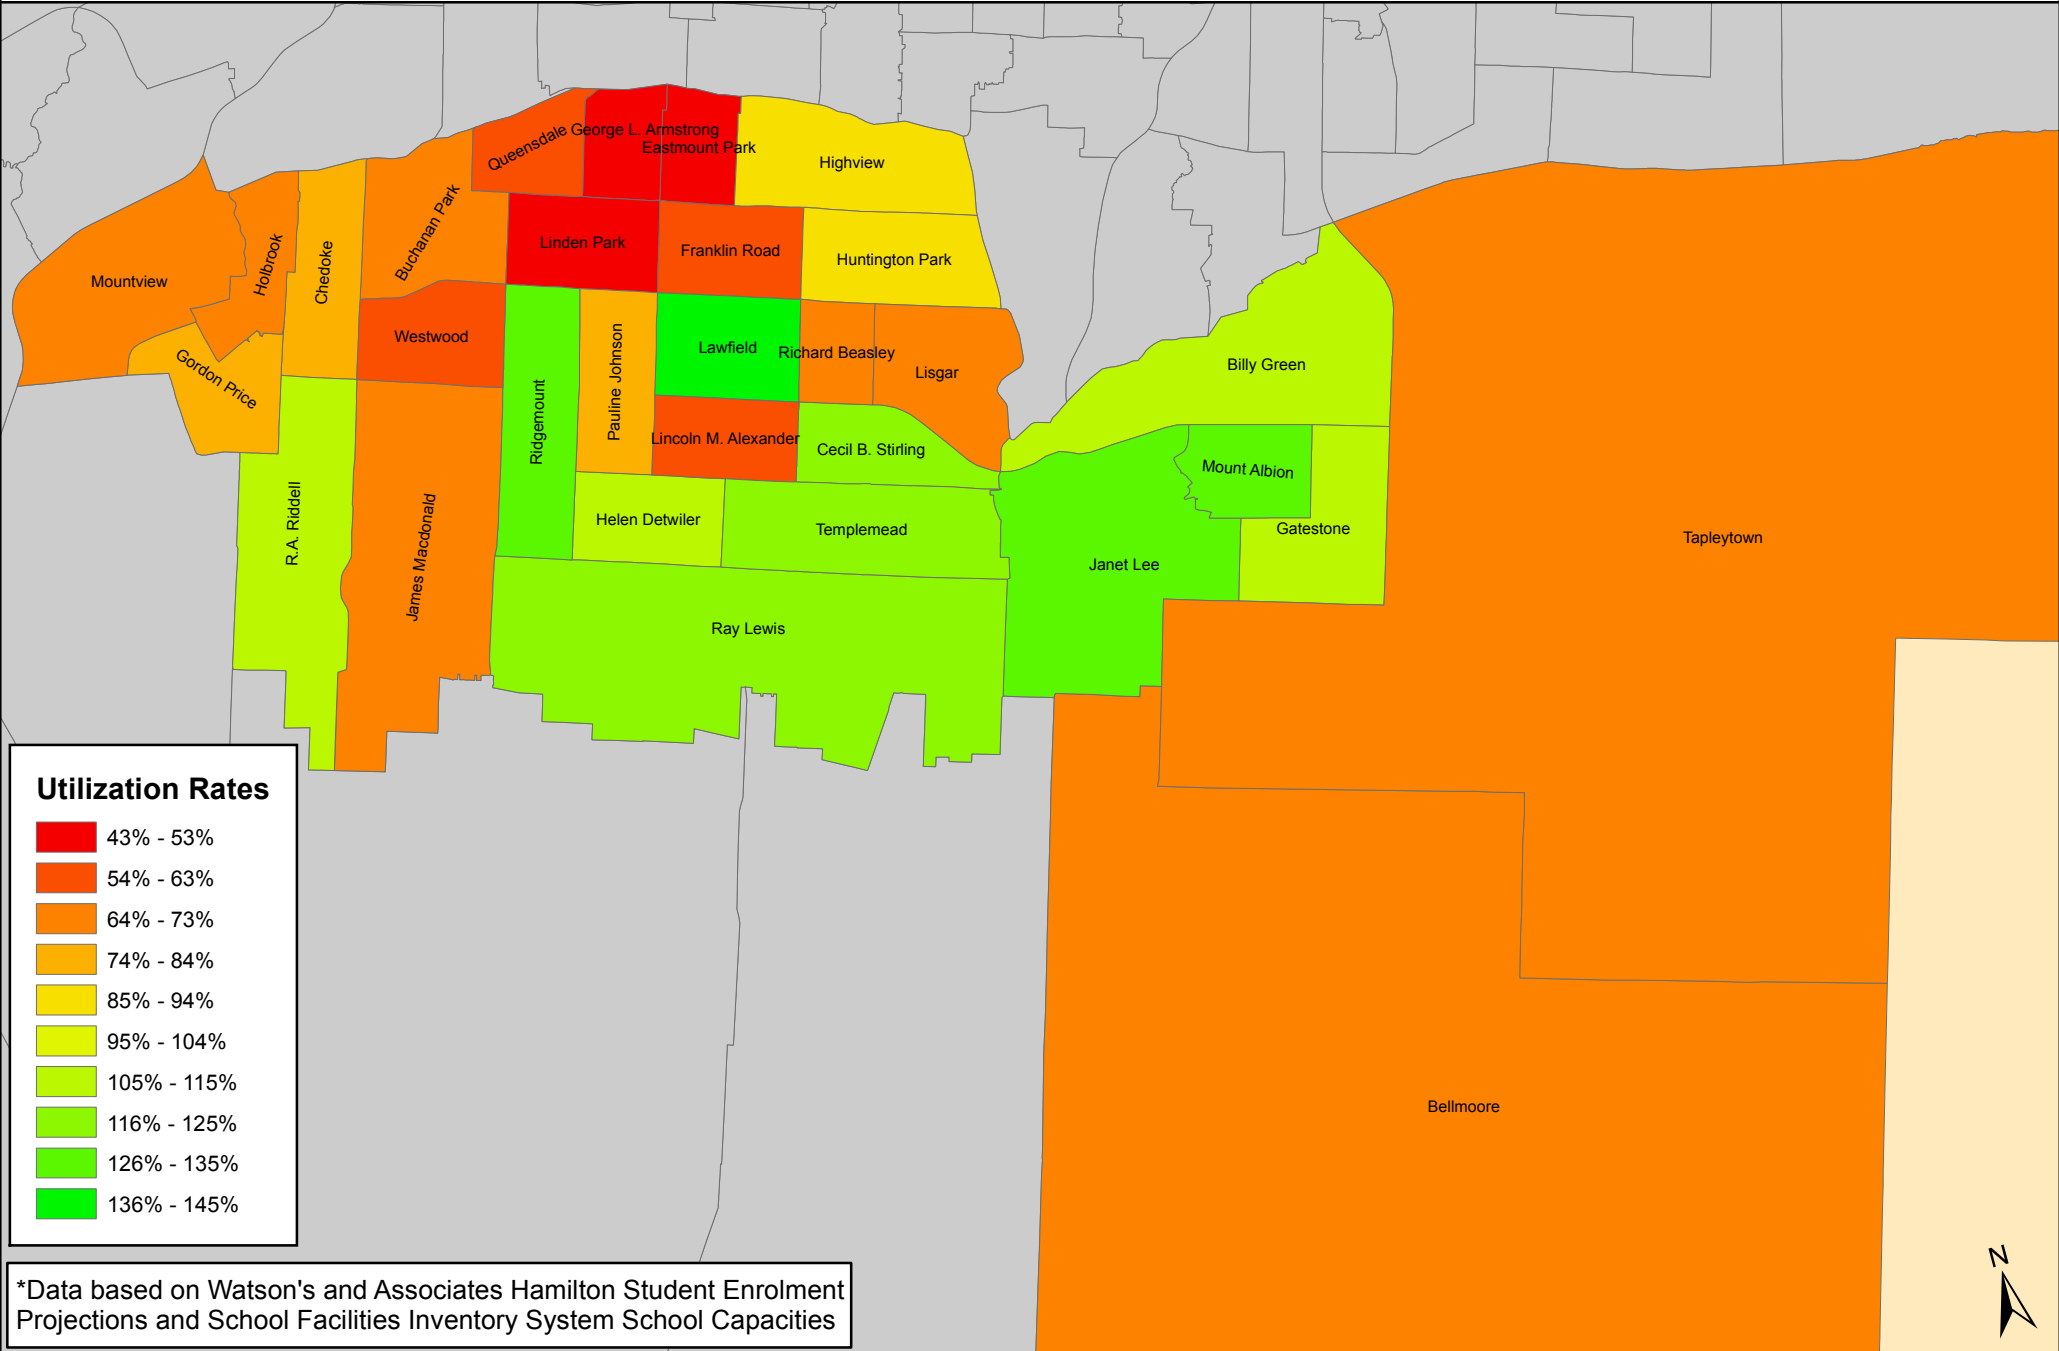 Queensdale
George L. Armstrong
Eastmount Park
Highview
Mountview
Holbrook
Chedoke
Buchanan Park
Linden Park
Franklin Road
Huntington Park
Gordon Price
Westwood
Ridgemount
Pauline Johnson
Lawfield
Richard Beasley
Lisgar
Billy Green
Lincoln M. Alexander
Cecil B. Stirling
Mount Albion
R.A. Riddell
James Macdonald
Helen Detwiler
Templemead
Janet Lee
Gatestone
Tapleytown
Ray Lewis
Bellmoore
Utilization Rates
43% - 53%
54% - 63%
64% - 73%
74% - 84%
85% - 94%
95% - 104%
105% - 115%
116% - 125%
126% - 135%
136% - 145%
*Data based on Watson's and Associates Hamilton Student Enrolment
Projections and School Facilities Inventory System School Capacities
N